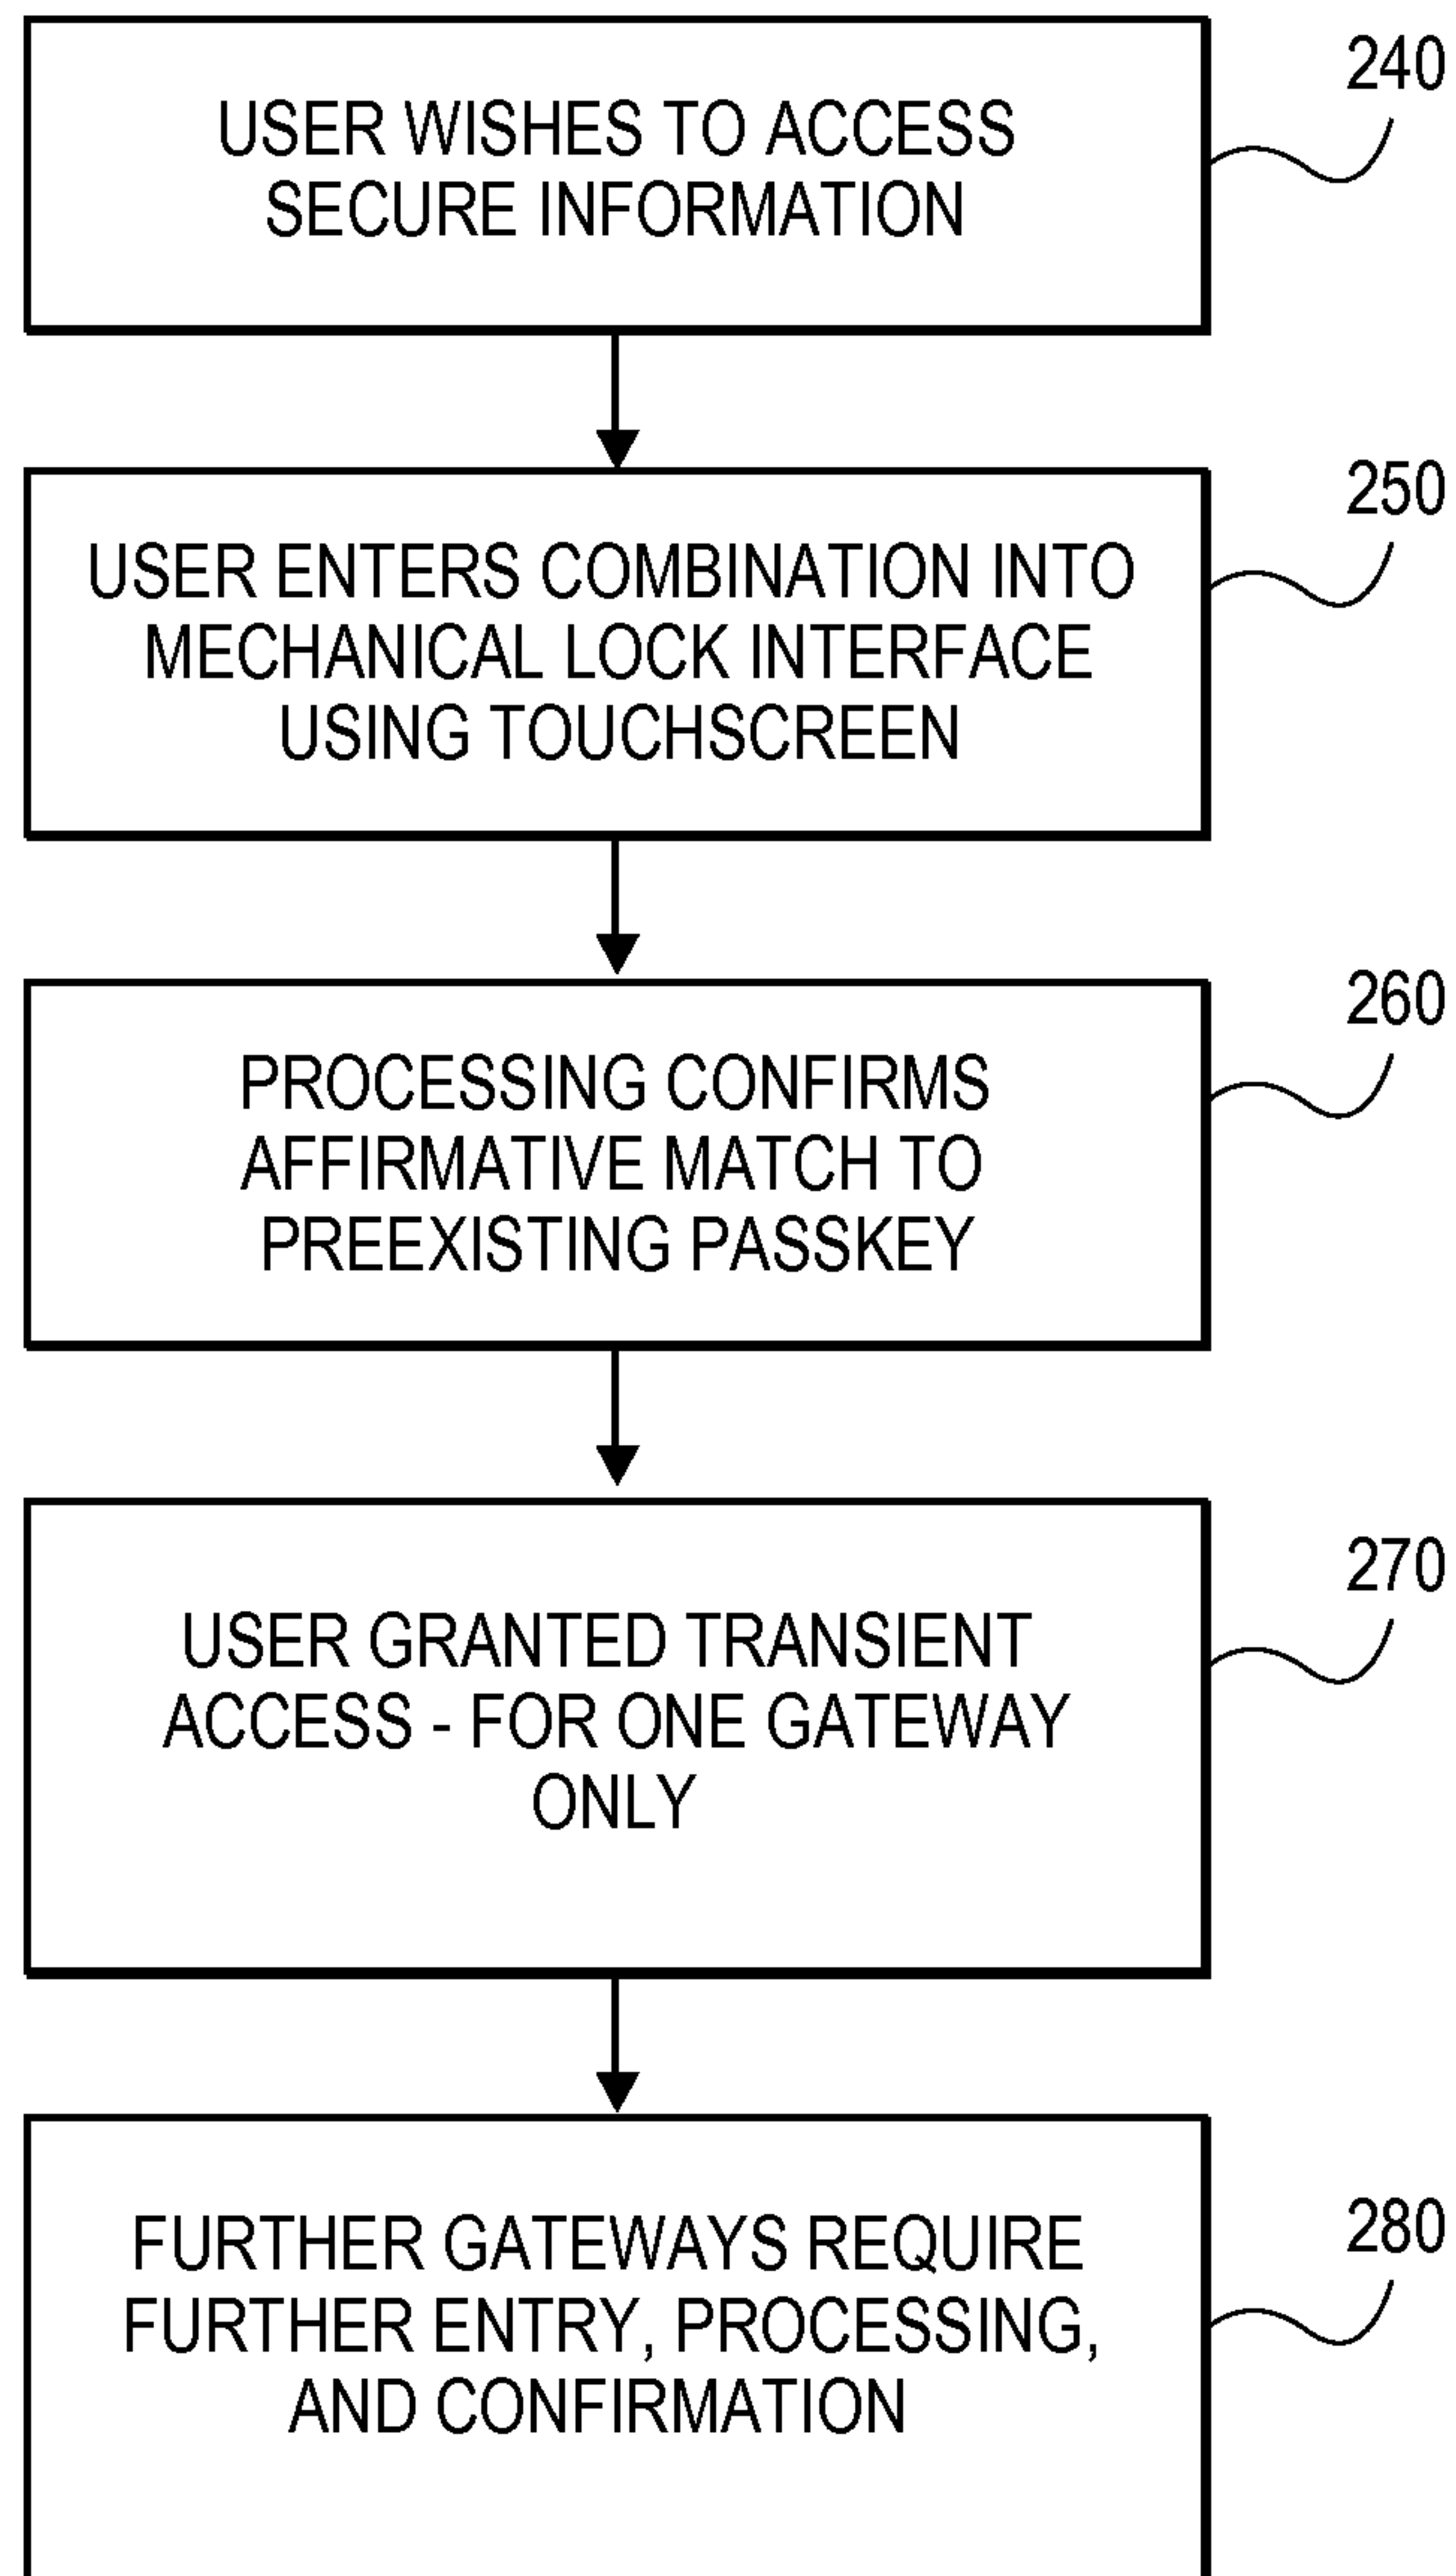 240
USER WISHES TO ACCESS
SECURE INFORMATION
250
USER ENTERS COMBINATION INTO
MECHANICAL LOCK INTERFACE
USING TOUCHSCREEN
260
PROCESSING CONFIRMS
AFFIRMATIVE MATCH TO
PREEXISTING PASSKEY
270
USER GRANTED TRANSIENT
ACCESS - FOR ONE GATEWAY
ONLY
280
FURTHER GATEWAYS REQUIRE
FURTHER ENTRY, PROCESSING,
AND CONFIRMATION